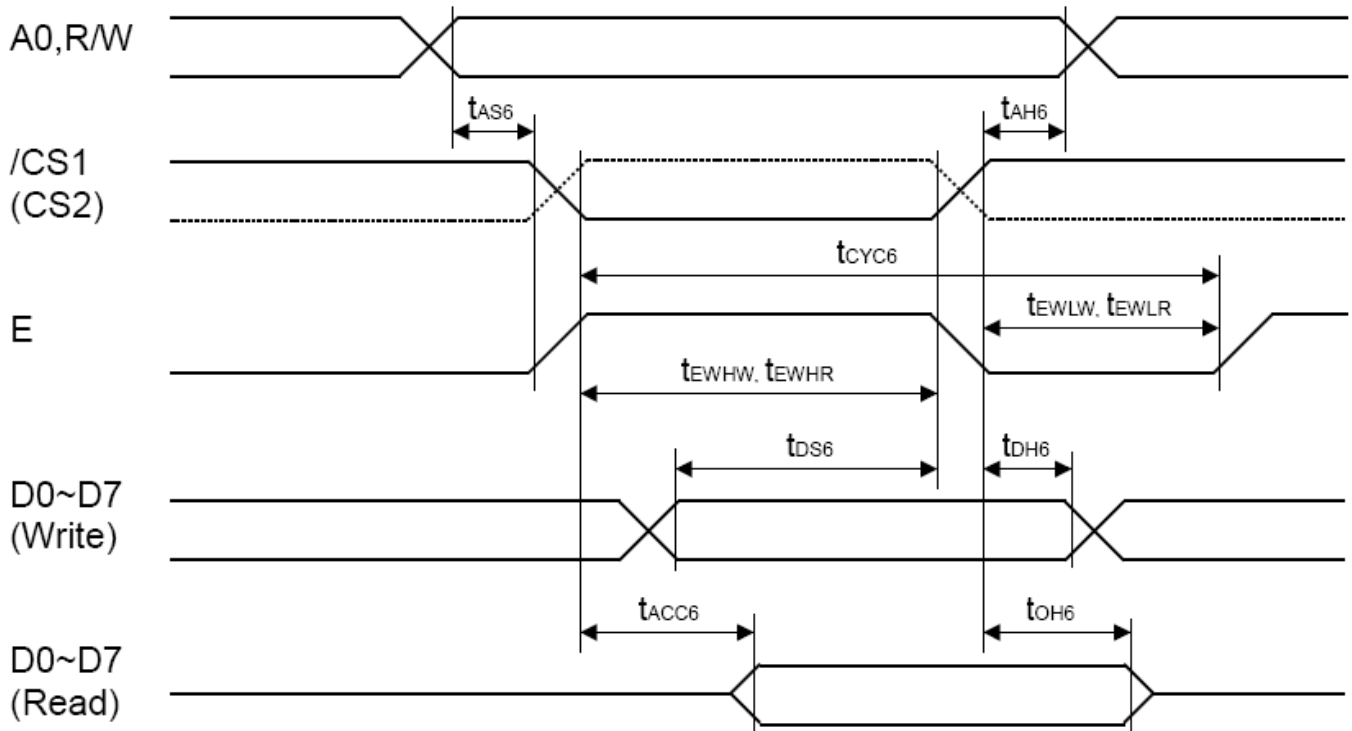 A0,R/W
tAS6
tAH6
/CS1
(CS2)
tCYC6
tEWLW, tEWLR
E
tEWHW, tEWHR
tDS6
tDH6
D0~D7
(Write)
tACC6
tOH6
D0~D7
(Read)